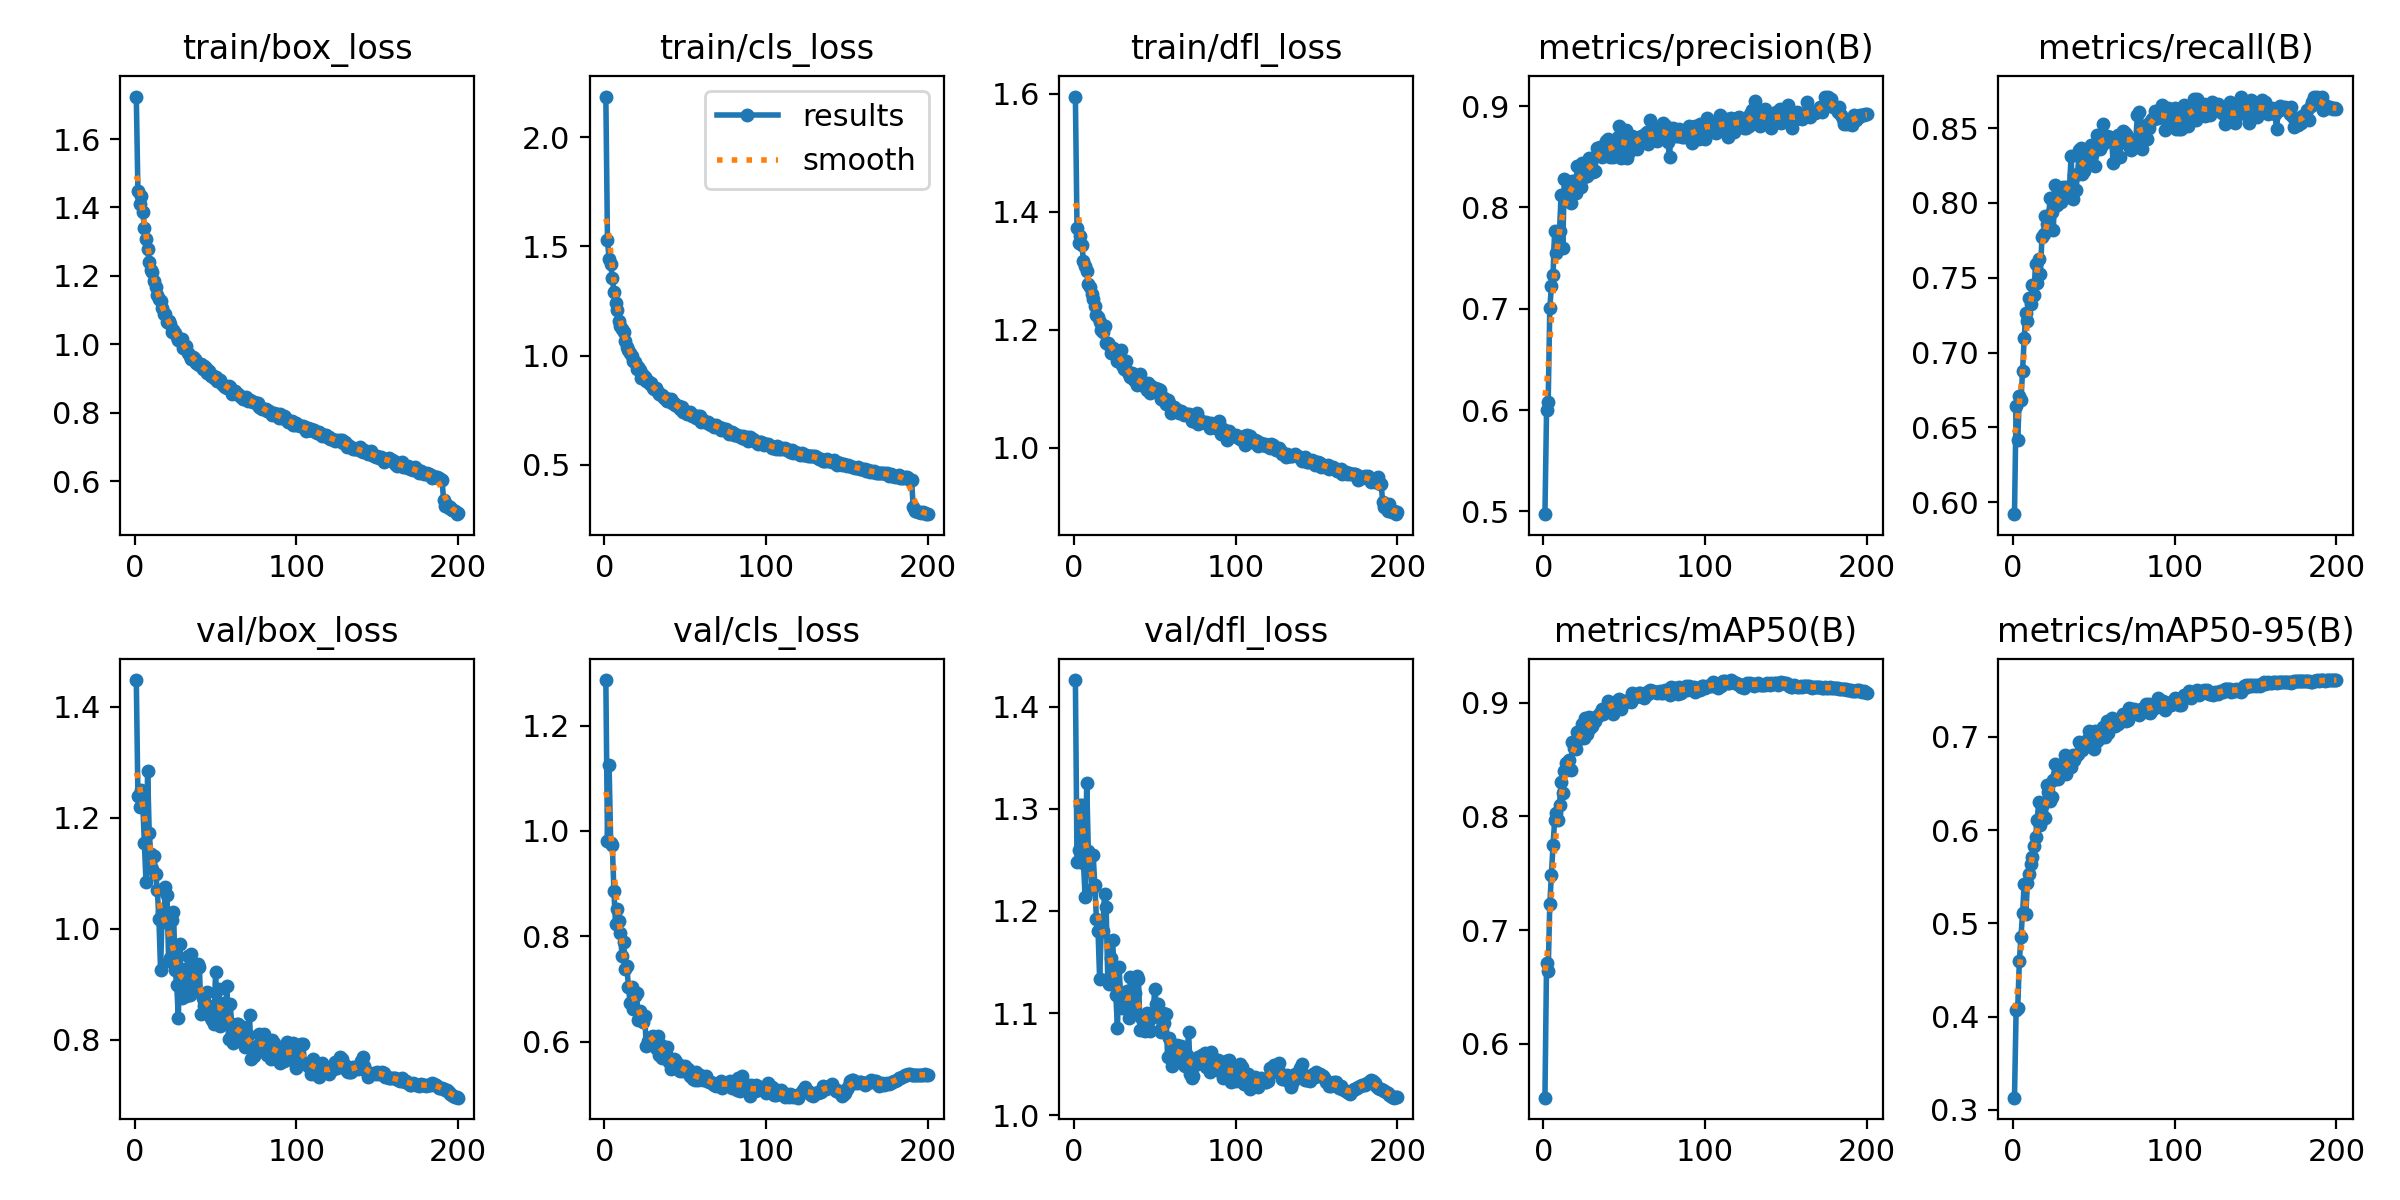 train/box_loss
1.6
1.4
1.2
1.0
0.8
0.6
0 100 200
train/cls_loss
results
smooth
2.0
1.5
1.0
0.5
0 100 200
train/dfl_loss
1.6
1.4
1.2
1.0
0 100 200
metrics/precision(B)
0.9
0.8
0.7
0.6
0.5
0 100 200
metrics/recall(B)
0.85
0.80
0.75
0.70
0.65
0.60
0 100 200
val/box_loss
1.4
1.2
1.0
0.8
0 100 200
val/cls_loss
1.2
1.0
0.8
0.6
0 100 200
val/dfl_loss
1.4
1.3
1.2
1.1
1.0
0 100 200
metrics/mAP50(B)
0.9
0.8
0.7
0.6
0 100 200
metrics/mAP50-95(B)
0.7
0.6
0.5
0.4
0.3
0 100 200